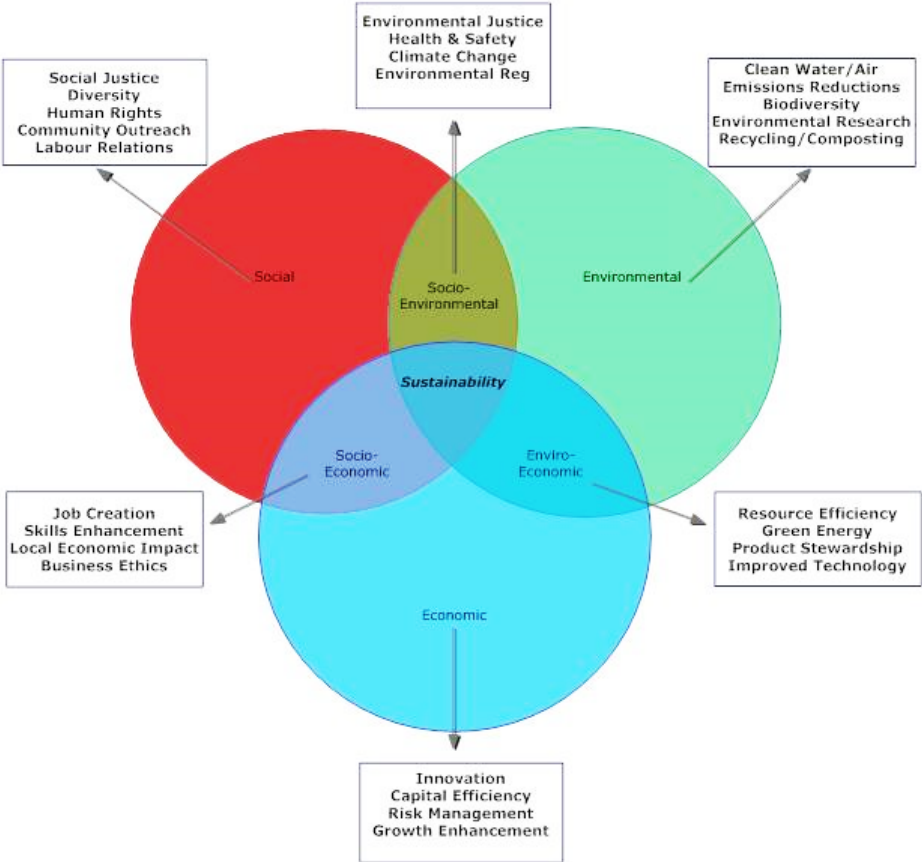 Environmental Justice
Health & Safety
Climate Change
Environmental Reg
Social Justice
Diversity
Human Rights
Community Outreach
Labour Relations
Clean Water/Air
Emissions Reductions
Biodiversity
Environmental Research
Recycling/Composting
Social
Socio-
Environmental
Environmental
Sustainability
Socio-
Economic
Enviro-
Economic
Job Creation
Skills Enhancement
Local Economic Impact
Business Ethics
Resource Efficiency
Green Energy
Product Stewardship
Improved Technology
Economic
Innovation
Capital Efficiency
Risk Management
Growth Enhancement